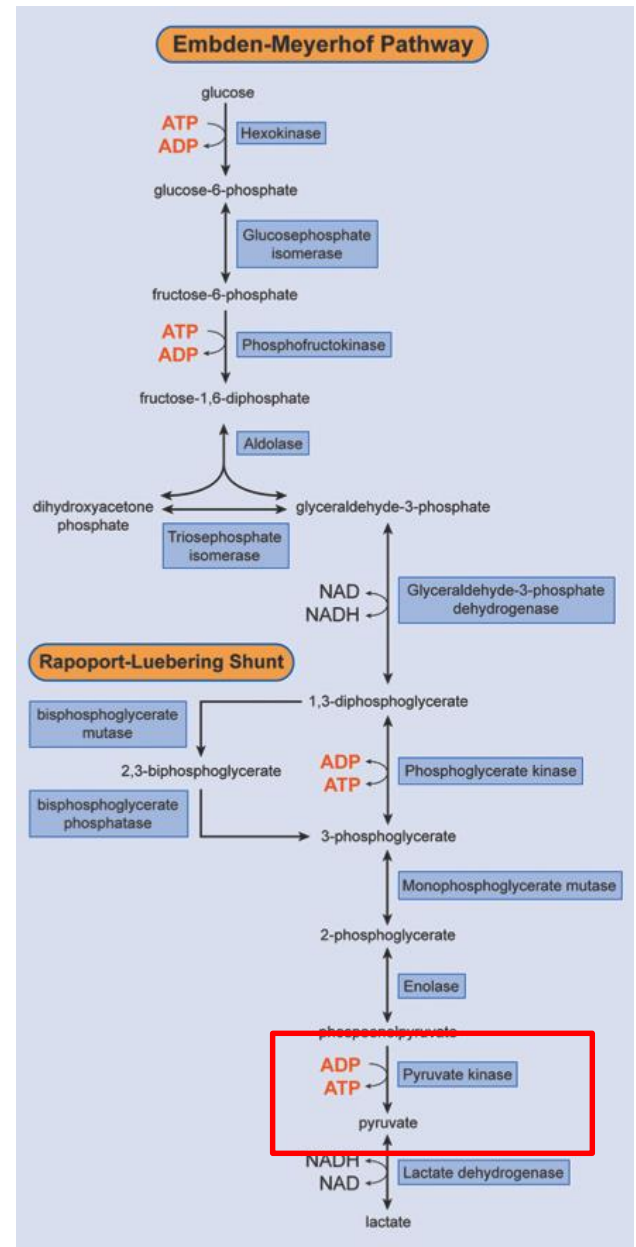 Embden-Meyerhof Pathway
glucose
ATP
ADP
Hexokinase
glucose-6-phosphate
Glucosephosphate
isomerase
fructose-6-phosphate
ATP
ADP
Phosphofructokinase
fructose-1,6-diphosphate
Aldolase
dihydroxyacetone
phosphate
glyceraldehyde-3-phosphate
Triosephosphate
isomerase
NAD
NADH
Glyceraldehyde-3-phosphate
dehydrogenase
Rapoport-Luebering Shunt
1,3-diphosphoglycerate
bisphosphoglycerate
mutase
2,3-biphosphoglycerate
ADP
ATP
Phosphoglycerate kinase
bisphosphoglycerate
phosphatase
3-phosphoglycerate
Monophosphoglycerate mutase
2-phosphoglycerate
Enolase
ADP
ATP
Pyruvate kinase
pyruvate
NADH
NAD
Lactate dehydrogenase
lactate